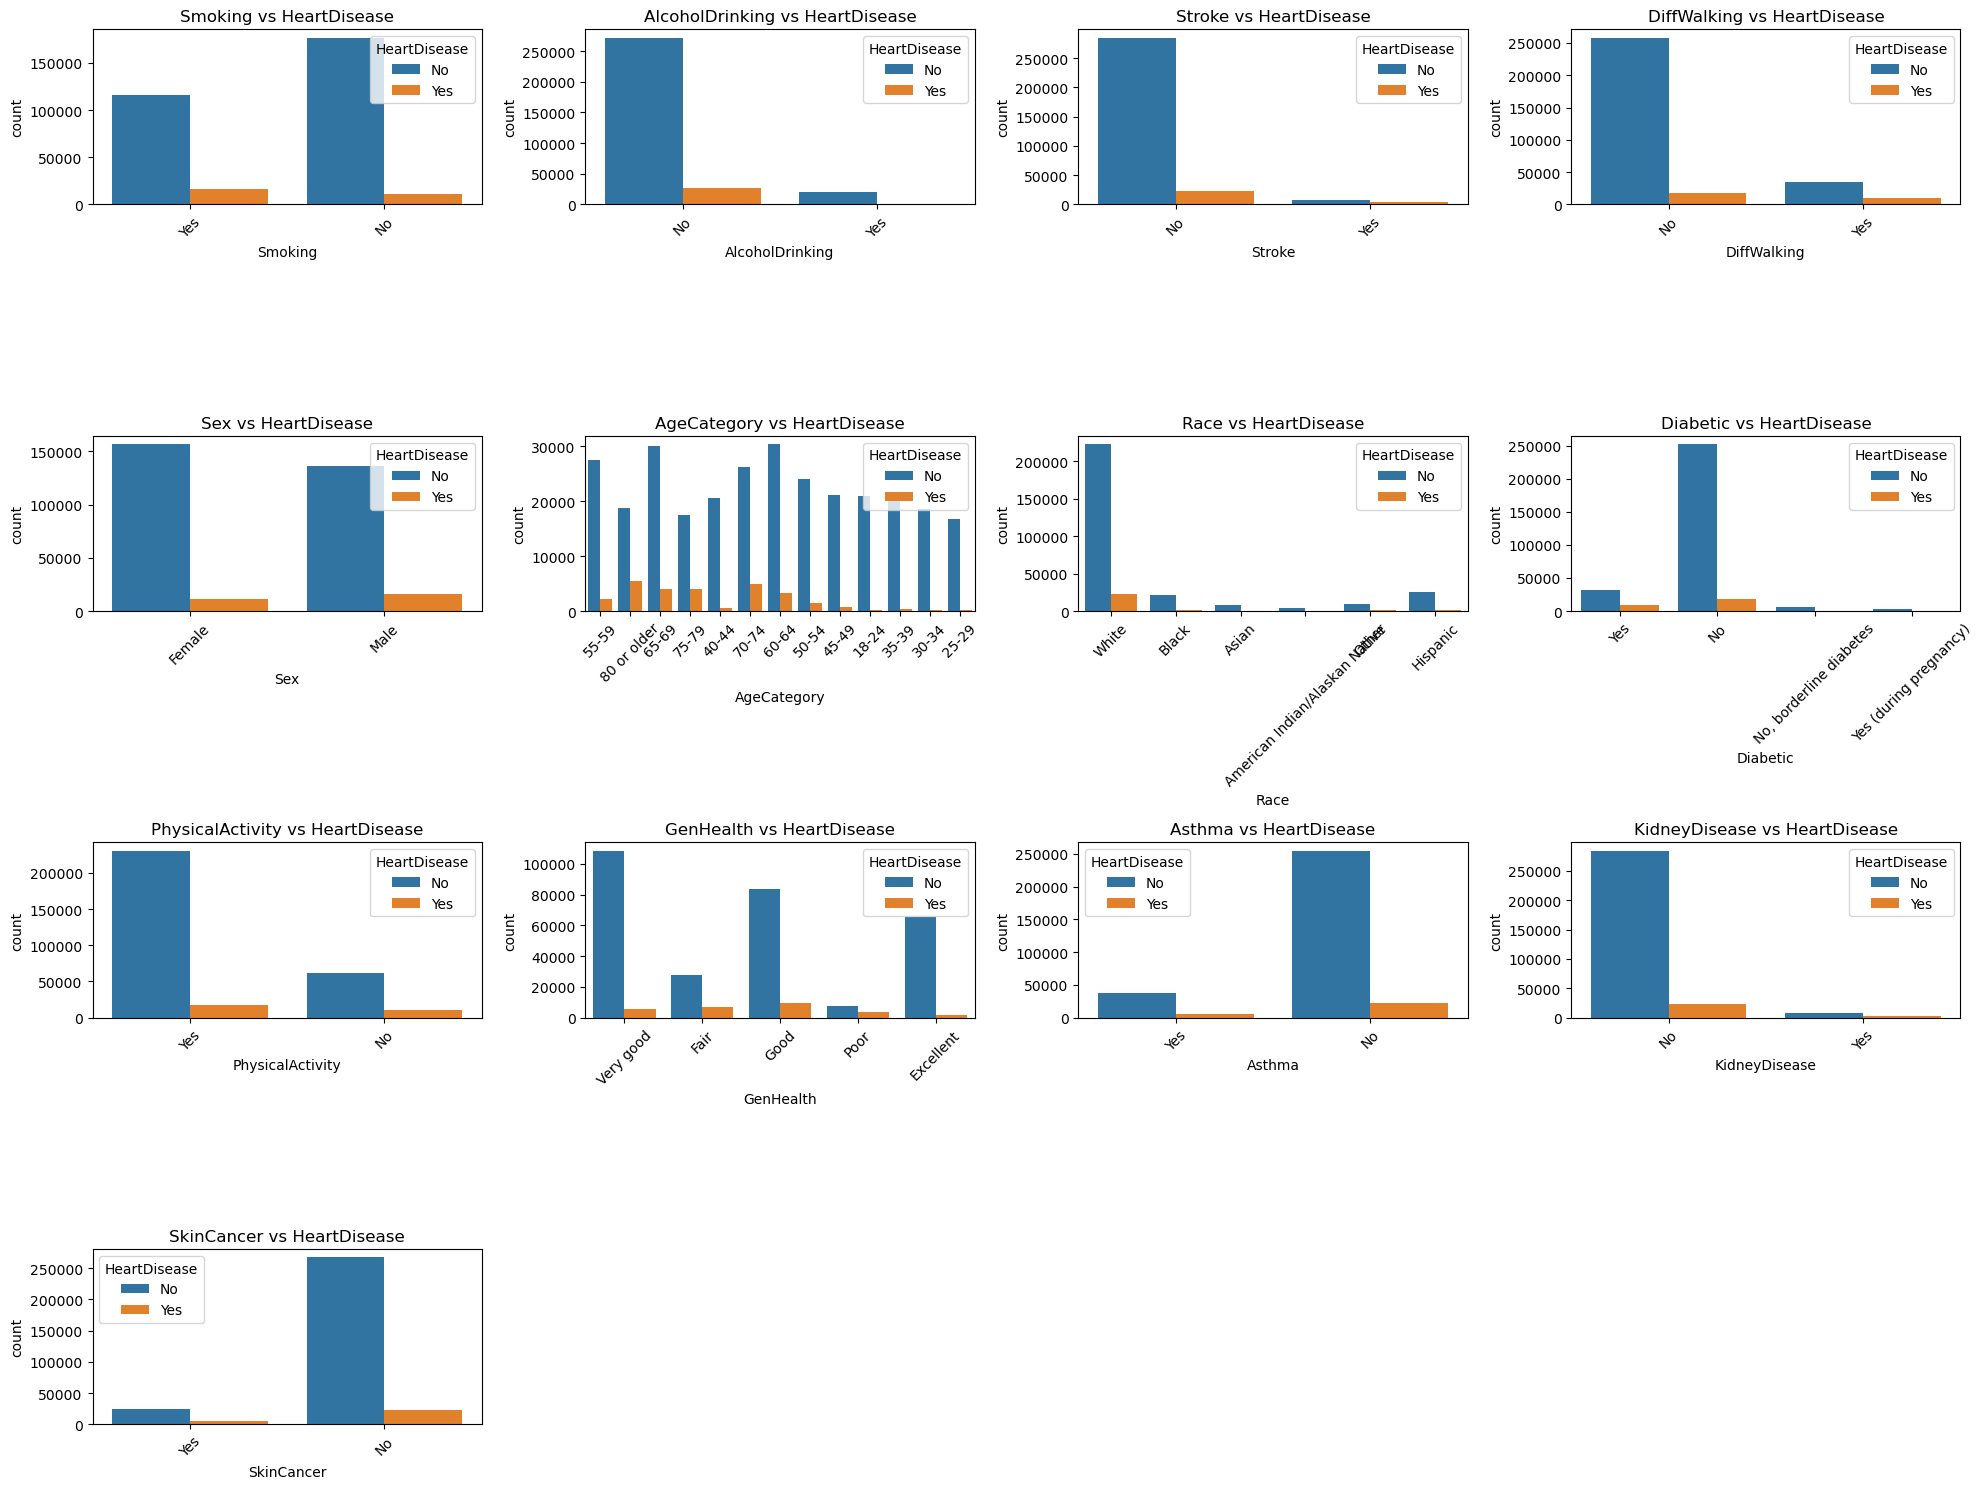 Smoking vs HeartDisease
150000
100000
50000
0
count
HeartDisease
No
Yes
Yes
No
Smoking
AlcoholDrinking vs HeartDisease
250000
200000
150000
100000
50000
0
count
HeartDisease
No
Yes
No
Yes
AlcoholDrinking
Stroke vs HeartDisease
250000
200000
150000
100000
50000
0
count
HeartDisease
No
Yes
No
Yes
Stroke
DiffWalking vs HeartDisease
250000
200000
150000
100000
50000
0
count
HeartDisease
No
Yes
No
Yes
DiffWalking
Sex vs HeartDisease
150000
100000
50000
0
count
HeartDisease
No
Yes
Female
Male
Sex
AgeCategory vs HeartDisease
30000
20000
10000
0
count
HeartDisease
No
Yes
55-59
80 or older
65-69
75-79
40-44
70-74
60-64
50-54
45-49
18-24
35-39
30-34
25-29
AgeCategory
Race vs HeartDisease
200000
150000
100000
50000
0
count
HeartDisease
No
Yes
White
Black
Asian
American Indian/Alaskan Native
Other
Hispanic
Race
Diabetic vs HeartDisease
250000
200000
150000
100000
50000
0
count
HeartDisease
No
Yes
Yes
No
No, borderline diabetes
Yes (during pregnancy)
Diabetic
PhysicalActivity vs HeartDisease
200000
150000
100000
50000
0
count
HeartDisease
No
Yes
Yes
No
PhysicalActivity
GenHealth vs HeartDisease
100000
80000
60000
40000
20000
0
count
HeartDisease
No
Yes
Very good
Fair
Good
Poor
Excellent
GenHealth
Asthma vs HeartDisease
250000
200000
150000
100000
50000
0
count
HeartDisease
No
Yes
Yes
No
Asthma
KidneyDisease vs HeartDisease
250000
200000
150000
100000
50000
0
count
HeartDisease
No
Yes
No
Yes
KidneyDisease
SkinCancer vs HeartDisease
250000
200000
150000
100000
50000
0
count
HeartDisease
No
Yes
Yes
No
SkinCancer